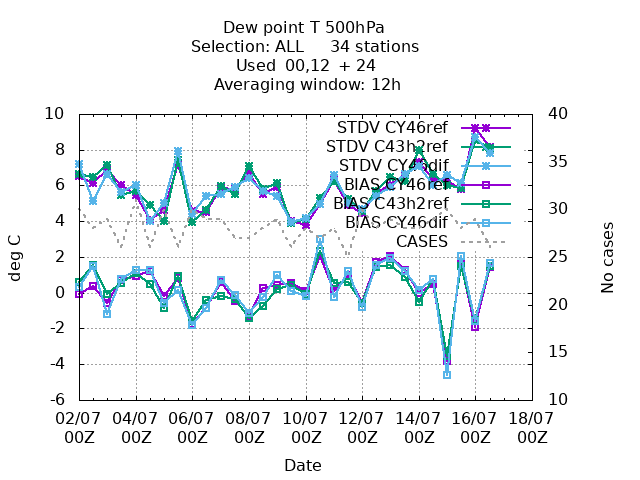 Dew point T 500hPa
Selection: ALL 34 stations
Used 00,12 + 24
Averaging window: 12h
10
8
6
4
2
0
-2
-4
-6
40
35
30
25
20
15
10
STDV CY46ref
STDV C43h2ref
STDV CY46dif
BIAS CY46ref
BIAS C43h2ref
BIAS CY46dif
CASES
deg C
No cases
02/07 04/07 06/07 08/07 10/07 12/07 14/07 16/07 18/07
00Z 00Z 00Z 00Z 00Z 00Z 00Z 00Z 00Z
Date